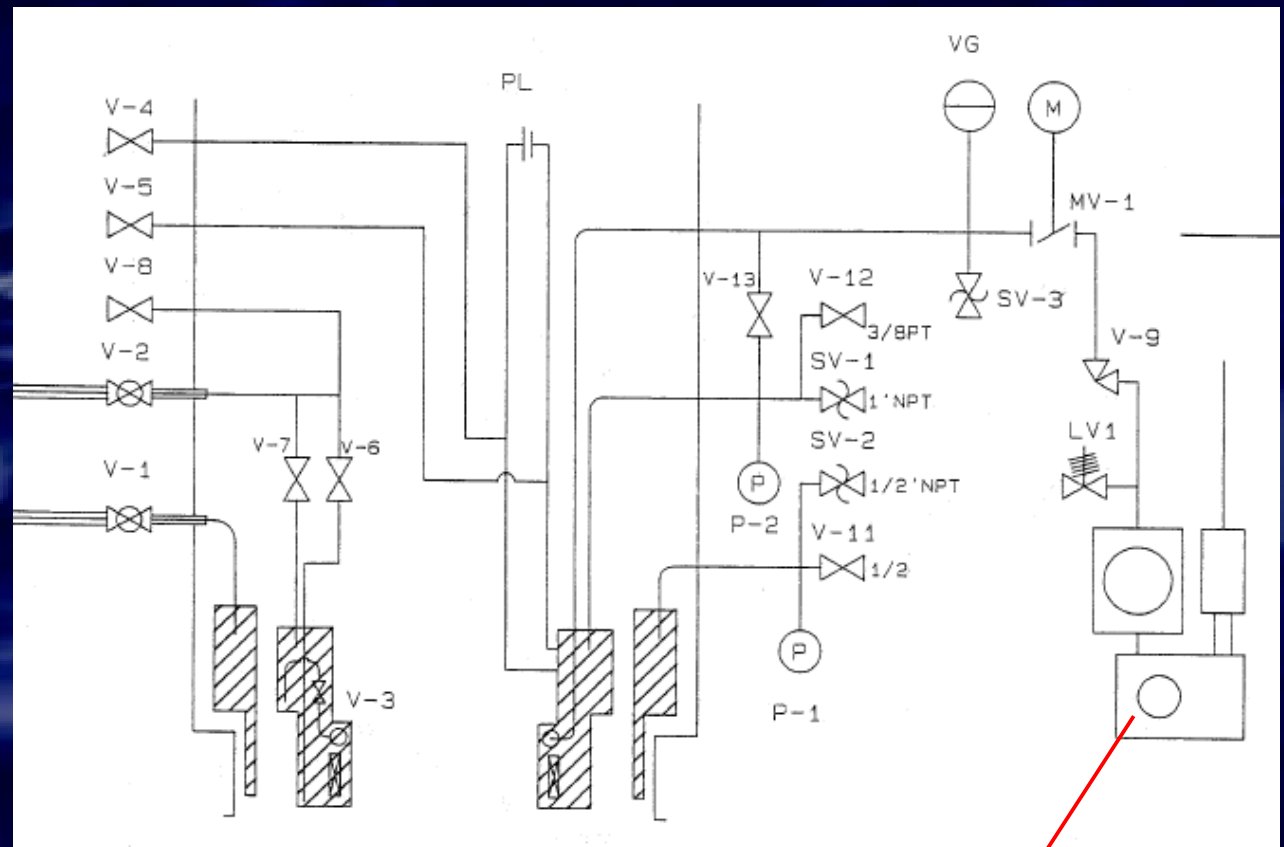 VG
PL
M
V-4
V-5
MV-1
V-8
V-13
V-12
SV-3
3/8PT
V-2
SV-1
V-9
1'NPT
V-7
V-6
SV-2
LV1
V-1
P
1/2'NPT
P-2
V-11
1/2
P
V-3
P-1